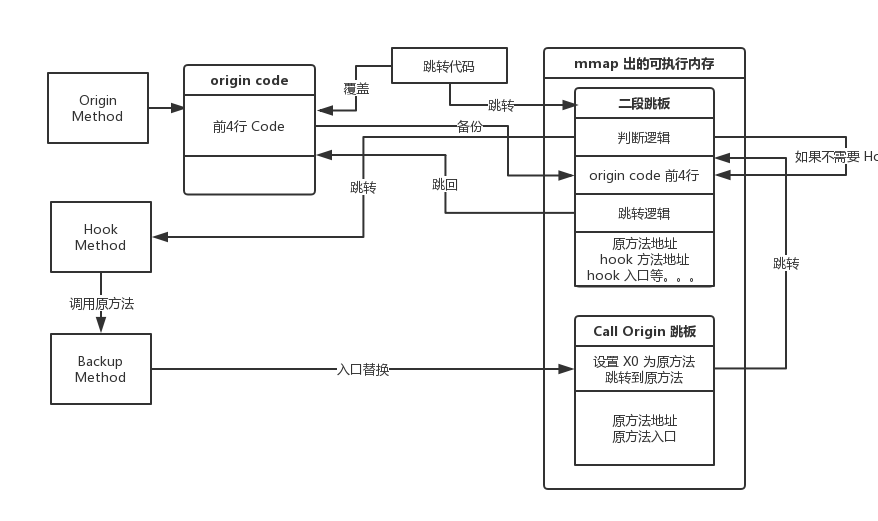 跳转代码
mmap 出的可执行内存
origin code
覆盖
二段跳板
Origin
Method
跳转
前4行 Code
备份
判断逻辑
如果不需要 Ho
origin code 前4行
跳转
跳回
跳转逻辑
Hook
Method
原方法地址
hook 方法地址
hook 入口等。。。
跳转
调用原方法
Call Origin 跳板
Backup
Method
入口替换
设置 X0 为原方法
跳转到原方法
原方法地址
原方法入口